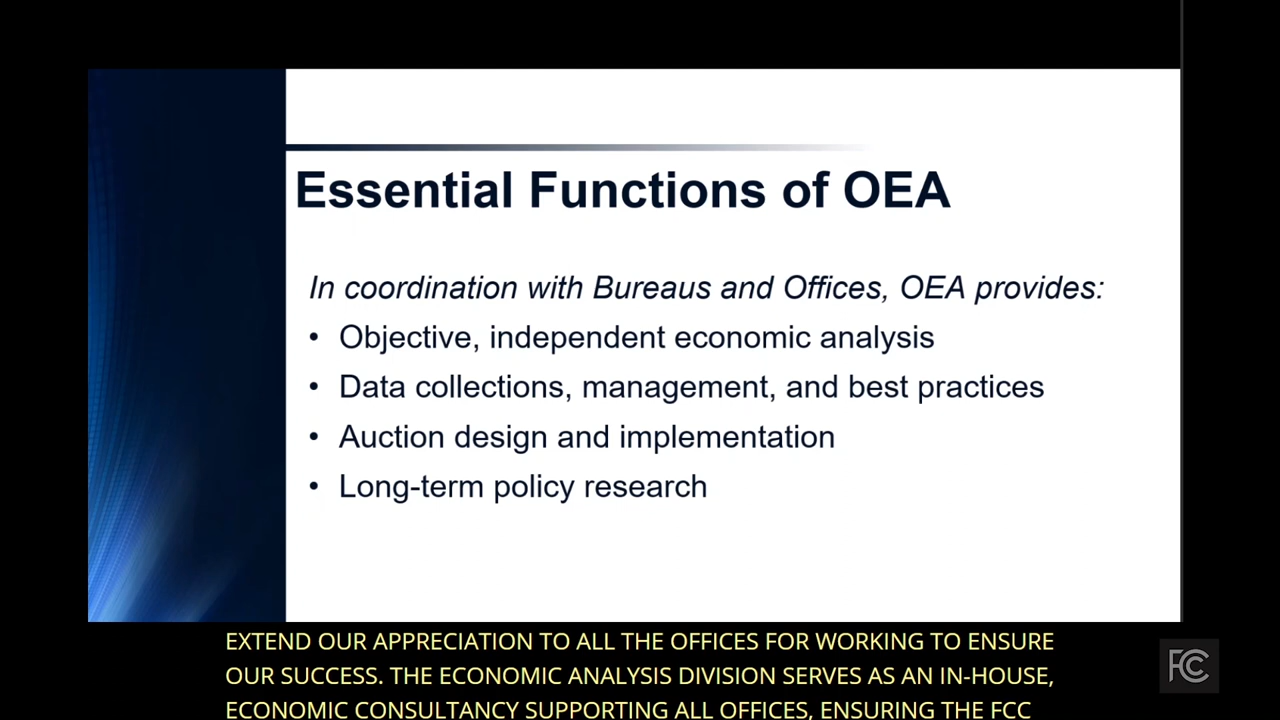 Essential Functions of OEA
In coordination with Bureaus and Offices, OEA provides:
• Objective, independent economic analysis
• Data collections, management, and best practices
• Auction design and implementation
• Long-term policy research
EXTEND OUR APPRECIATION TO ALL THE OFFICES FOR WORKING TO ENSURE
OUR SUCCESS. THE ECONOMIC ANALYSIS DIVISION SERVES AS AN IN-HOUSE,
ECONOMIC CONSULTANCY SUPPORTING ALL OFFICES, ENSURING THE FCC
FCC